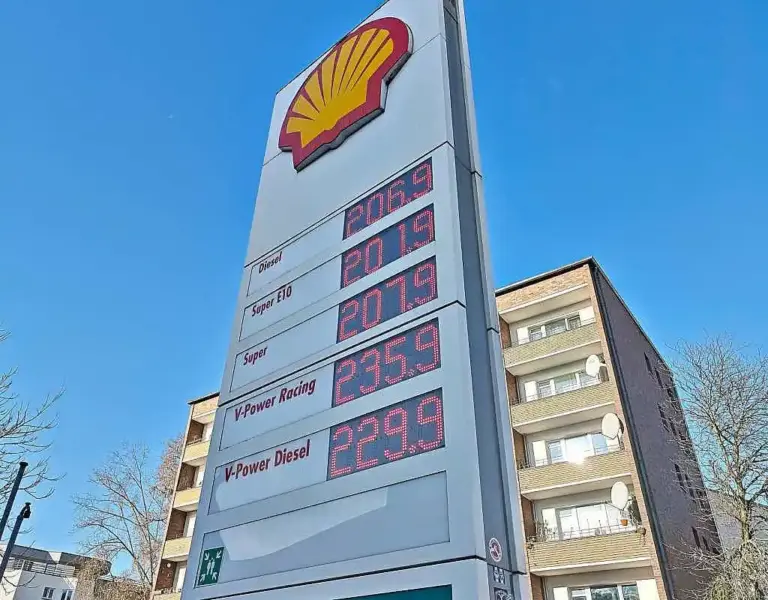 Diesel 206.9
Super E10 201.9
Super 207.9
V-Power Racing 235.9
V-Power Diesel 229.9